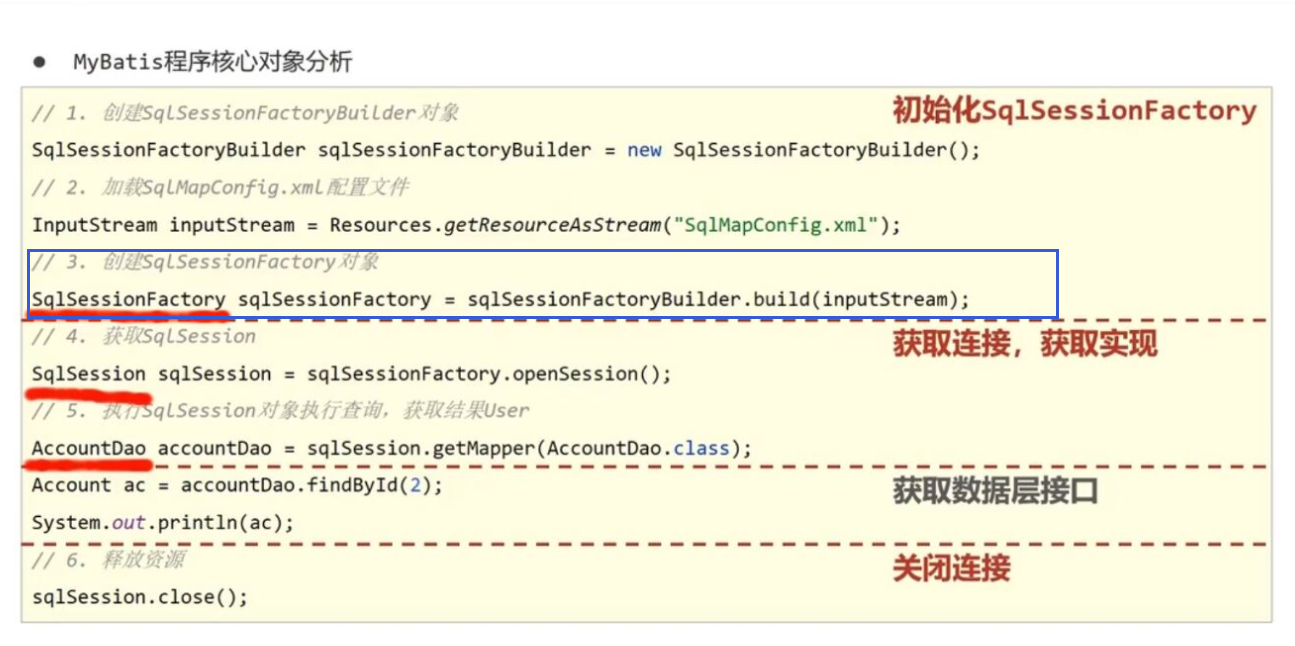 ● MyBatis程序核心对象分析
// 1. 创建SqlSessionFactoryBuilder对象
初始化SqlSessionFactory
SqlSessionFactoryBuilder sqlSessionFactoryBuilder = new SqlSessionFactoryBuilder();
// 2. 加载SqlMapConfig.xml配置文件
InputStream inputStream = Resources.getResourceAsStream("SqlMapConfig.xml");
// 3. 创建SqlSessionFactory对象
SqlSessionFactory sqlSessionFactory = sqlSessionFactoryBuilder.build(inputStream);
// 4. 获取SqlSession
获取连接，获取实现
SqlSession sqlSession = sqlSessionFactory.openSession();
// 5. 执行SqlSession对象执行查询，获取结果User
AccountDao accountDao = sqlSession.getMapper(AccountDao.class);
Account ac = accountDao.findById(2);
获取数据层接口
System.out.println(ac);
// 6. 释放资源
关闭连接
sqlSession.close();